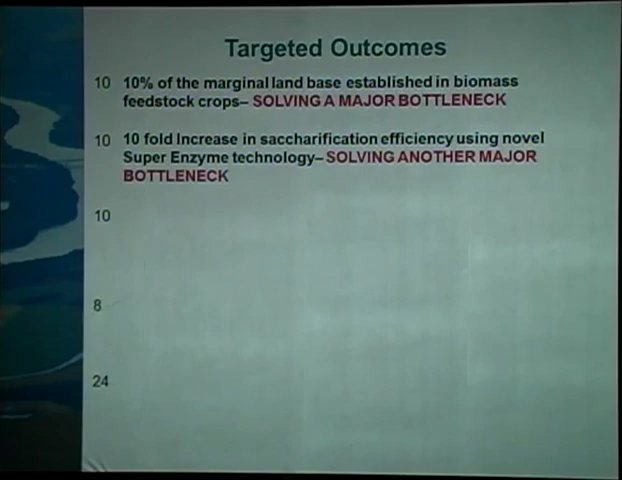 Targeted Outcomes
10 10% of the marginal land base established in biomass
feedstock crops– SOLVING A MAJOR BOTTLENECK
10 10 fold Increase in saccharification efficiency using novel
Super Enzyme technology– SOLVING ANOTHER MAJOR
BOTTLENECK
10
8
24